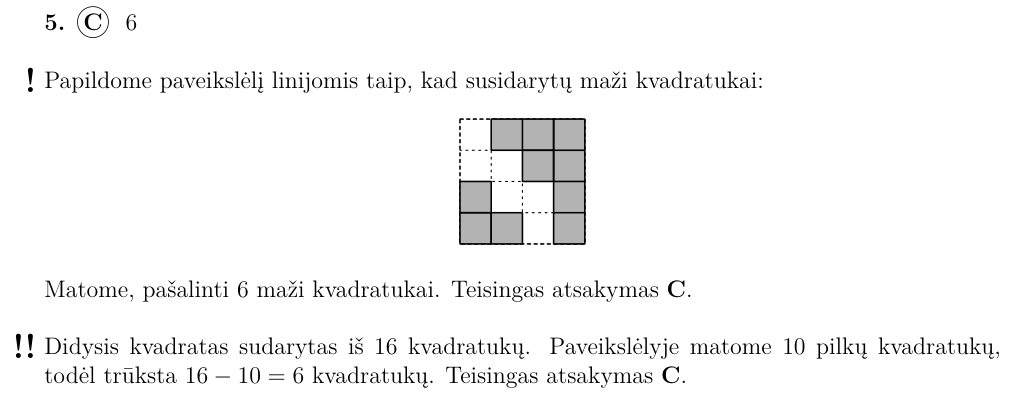 5. C 6
! Papildome paveikslėlį linijomis taip, kad susidarytų maži kvadratukai:
Matome, pašalinti 6 maži kvadratukai. Teisingas atsakymas C.
!! Didysis kvadratas sudarytas iš 16 kvadratukų. Paveikslėlyje matome 10 pilkų kvadratukų,
todėl trūksta 16 − 10 = 6 kvadratukų. Teisingas atsakymas C.